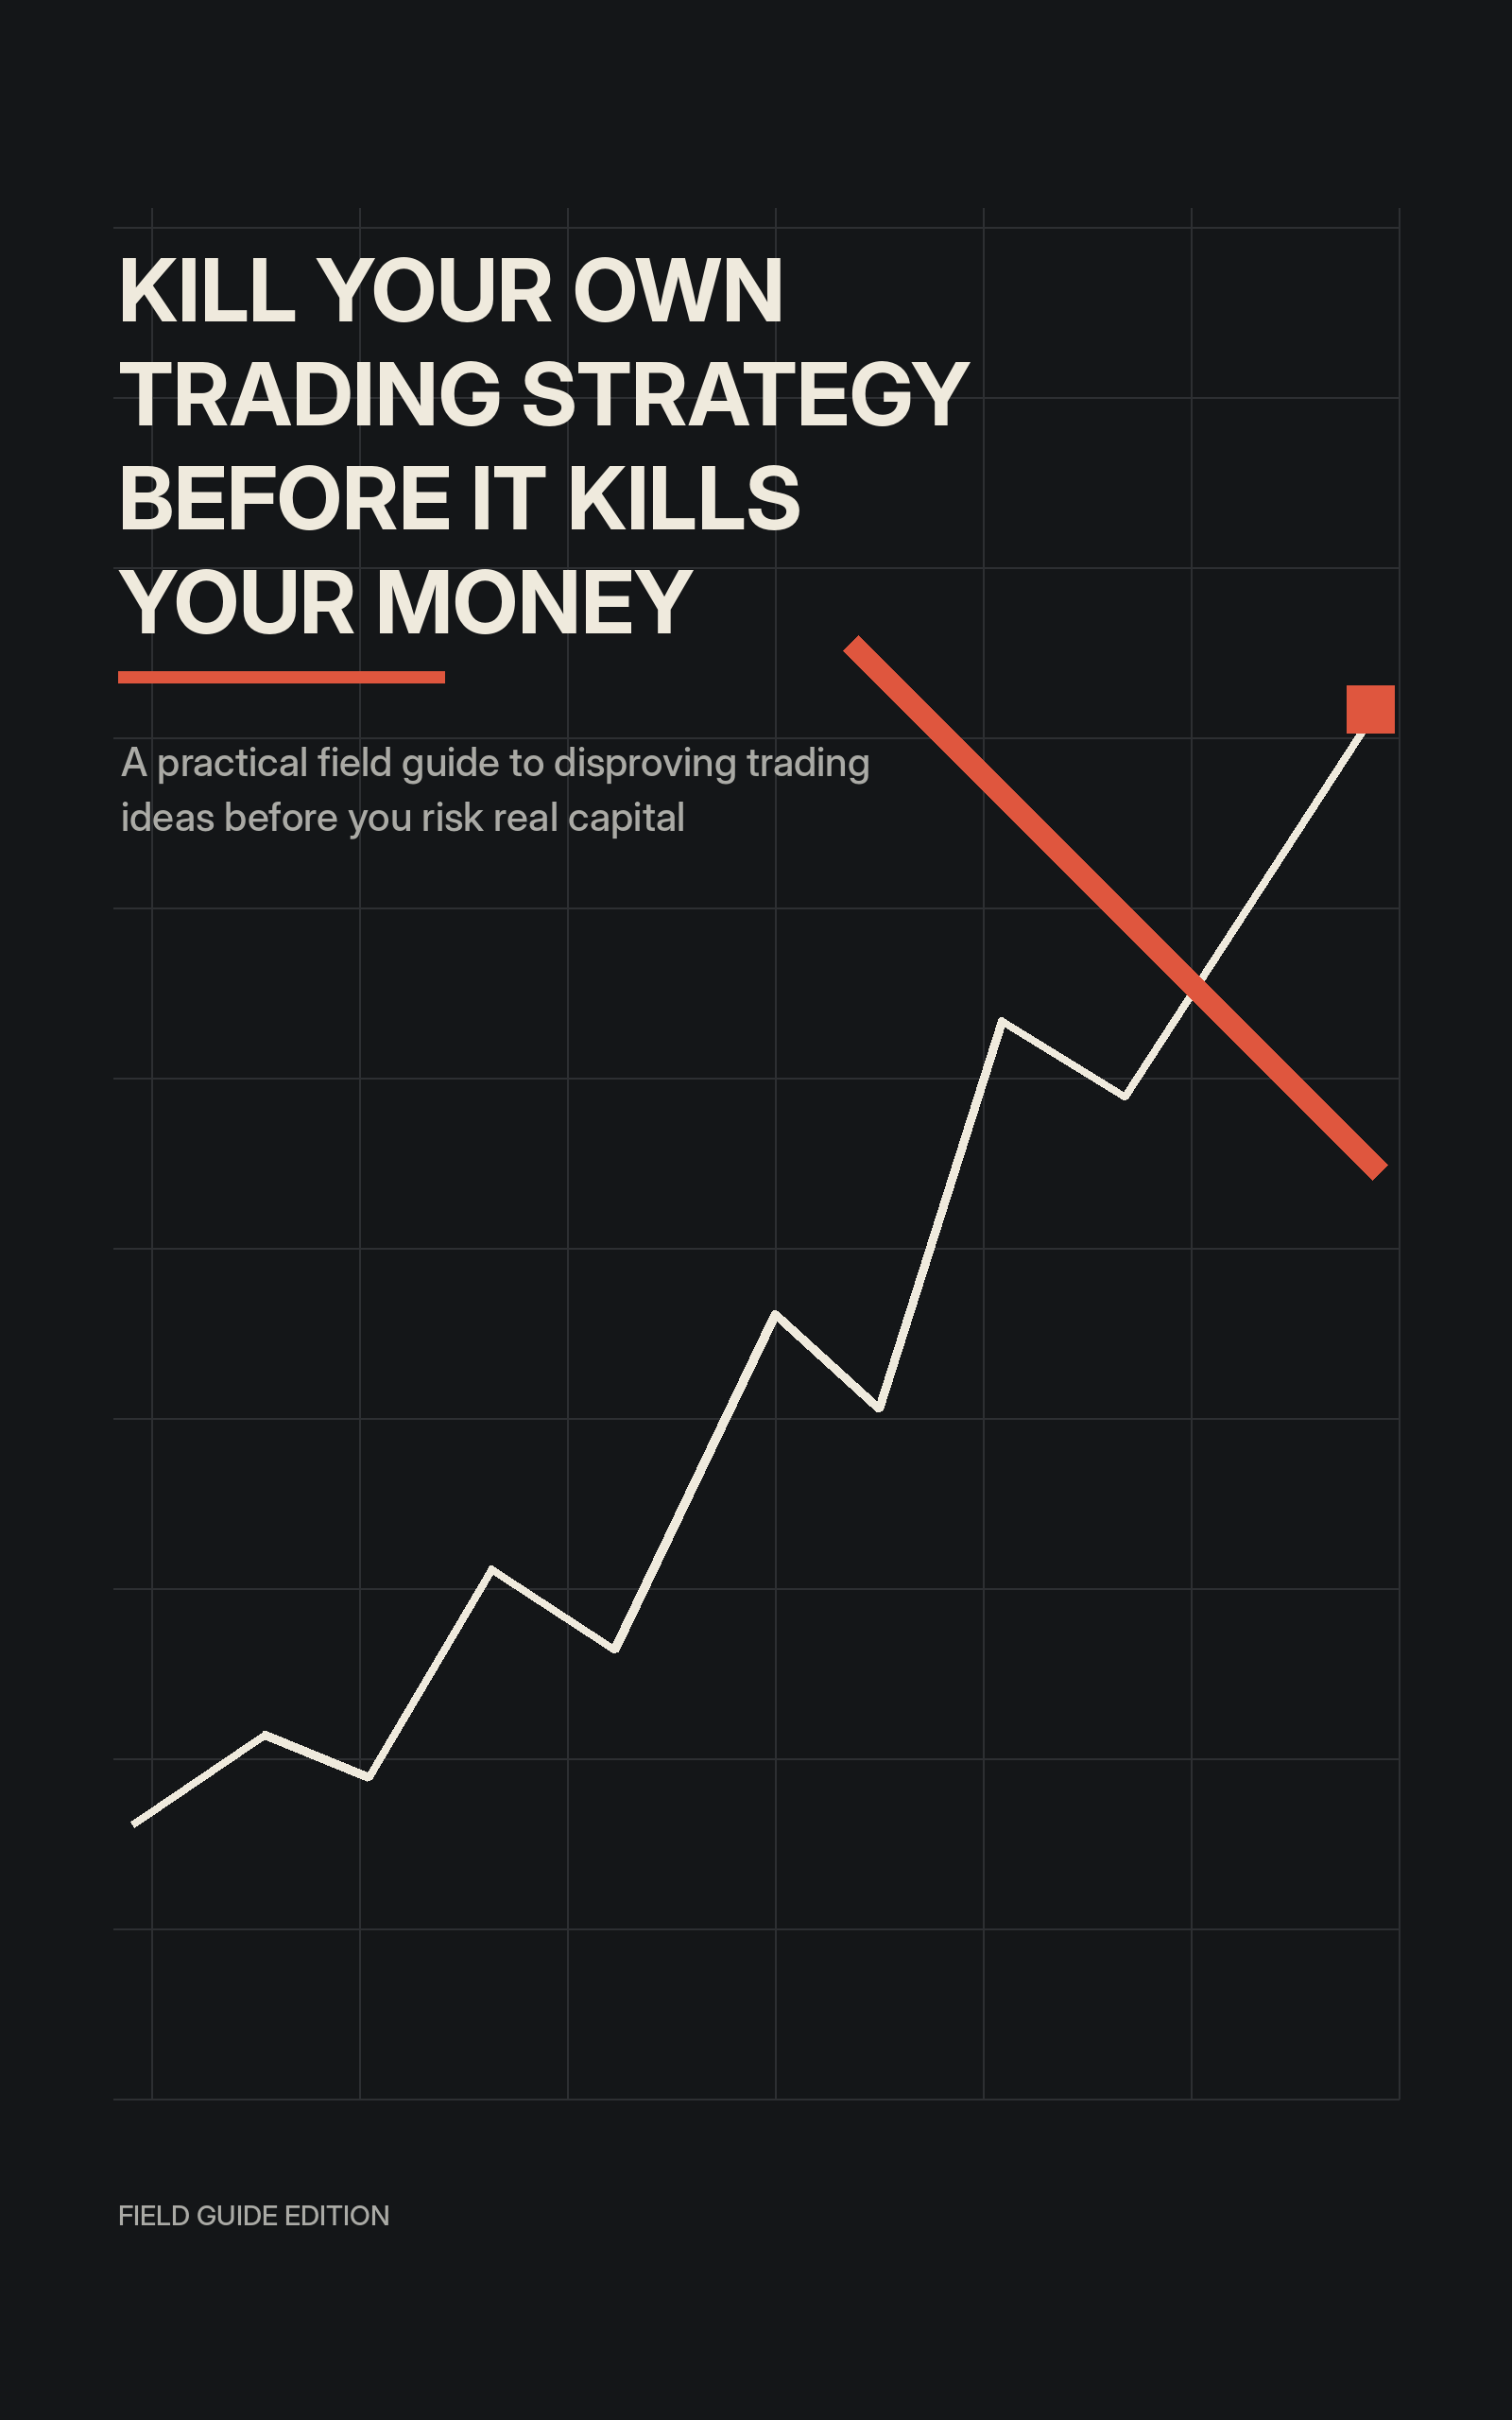 KILL YOUR OWN
TRADING STRATEGY
BEFORE IT KILLS
YOUR MONEY
A practical field guide to disproving trading
ideas before you risk real capital
FIELD GUIDE EDITION